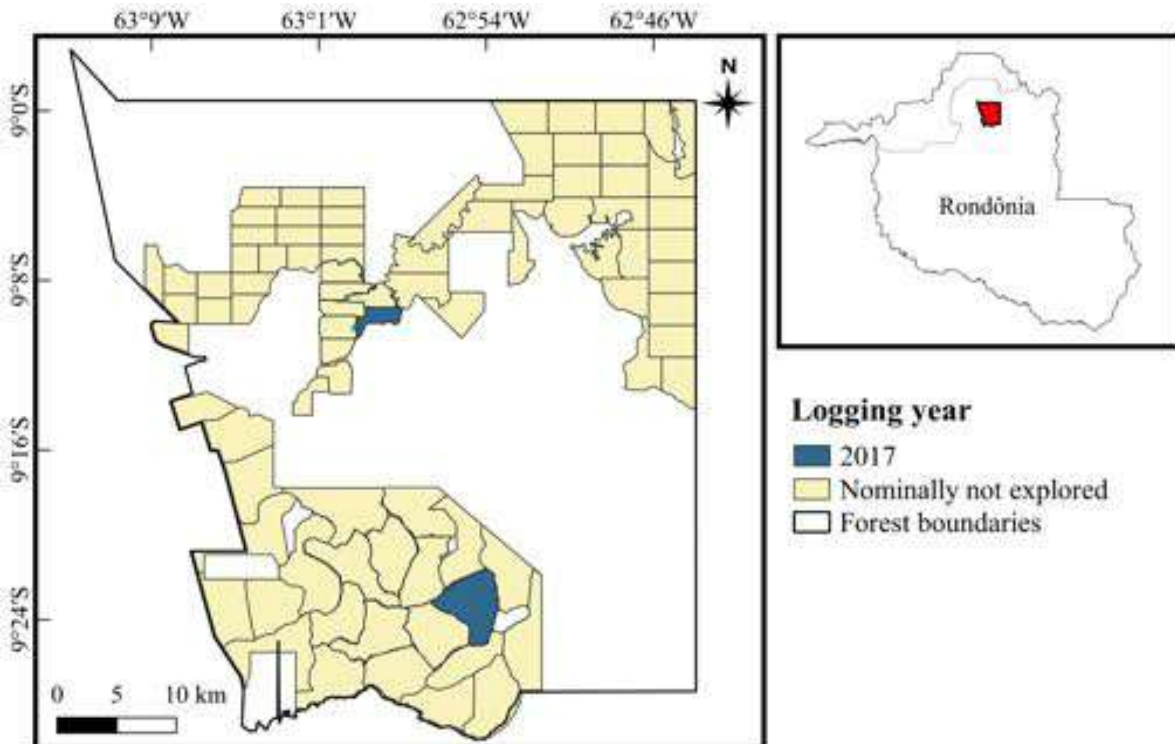 63°9'W 63°1'W 62°54'W 62°46'W
N
9°0'S
9°8'S
9°16'S
9°24'S
0 5 10 km
Rondônia
Logging year
2017
Nominally not explored
Forest boundaries